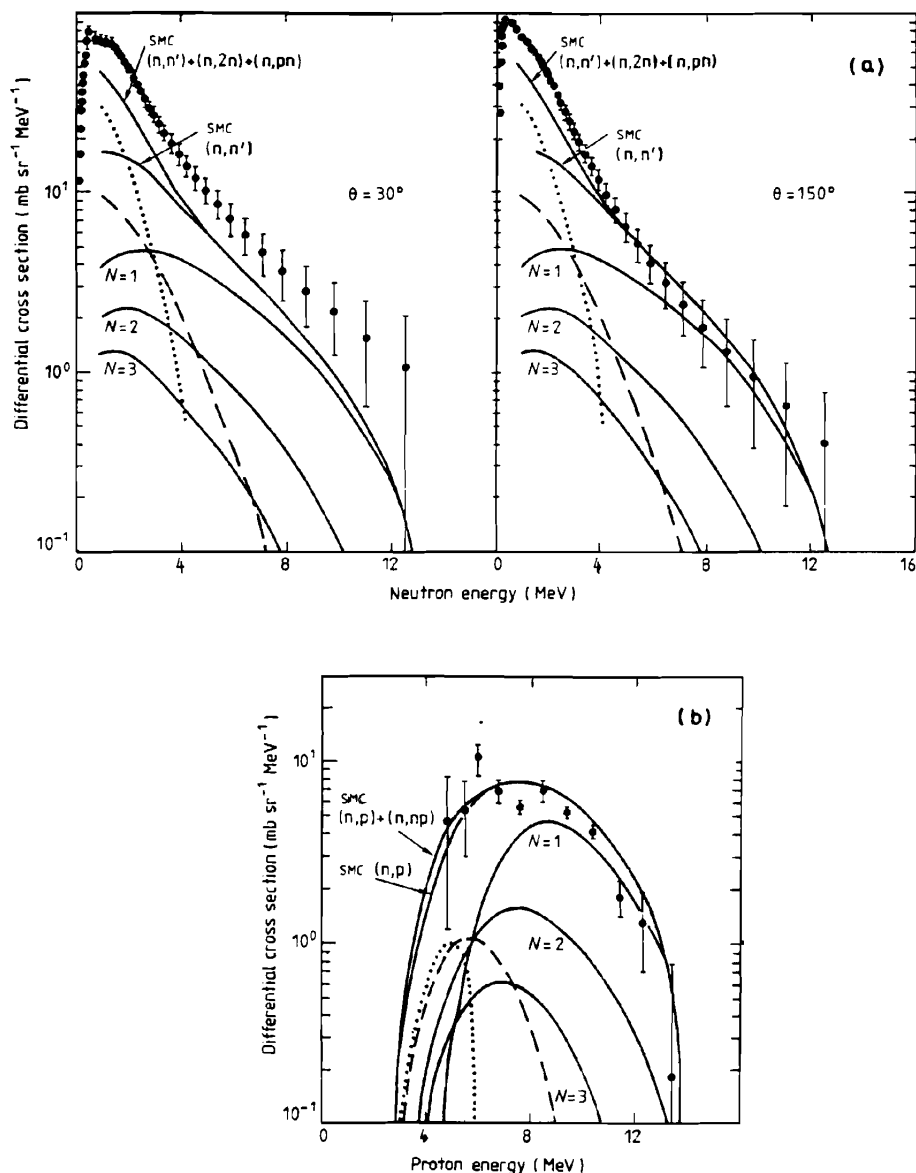 SMC
(n,n')+(n,2n)+(n,pn)
SMC
(n,n')
θ = 30°
N=1
N=2
N=3
Differential cross section (mb sr⁻¹ MeV⁻¹)
10¹
10⁰
10⁻¹
0
4
8
12
(a)
SMC
(n,n')+(n,2n)+(n,pn)
SMC
(n,n')
θ = 150°
N=1
N=2
N=3
0
4
8
12
16
Neutron energy (MeV)
(b)
SMC
(n,p)+(n,np)
SMC (n,p)
N=1
N=2
N=3
Differential cross section (mb sr⁻¹ MeV⁻¹)
10¹
10⁰
10⁻¹
0
4
8
12
Proton energy (MeV)